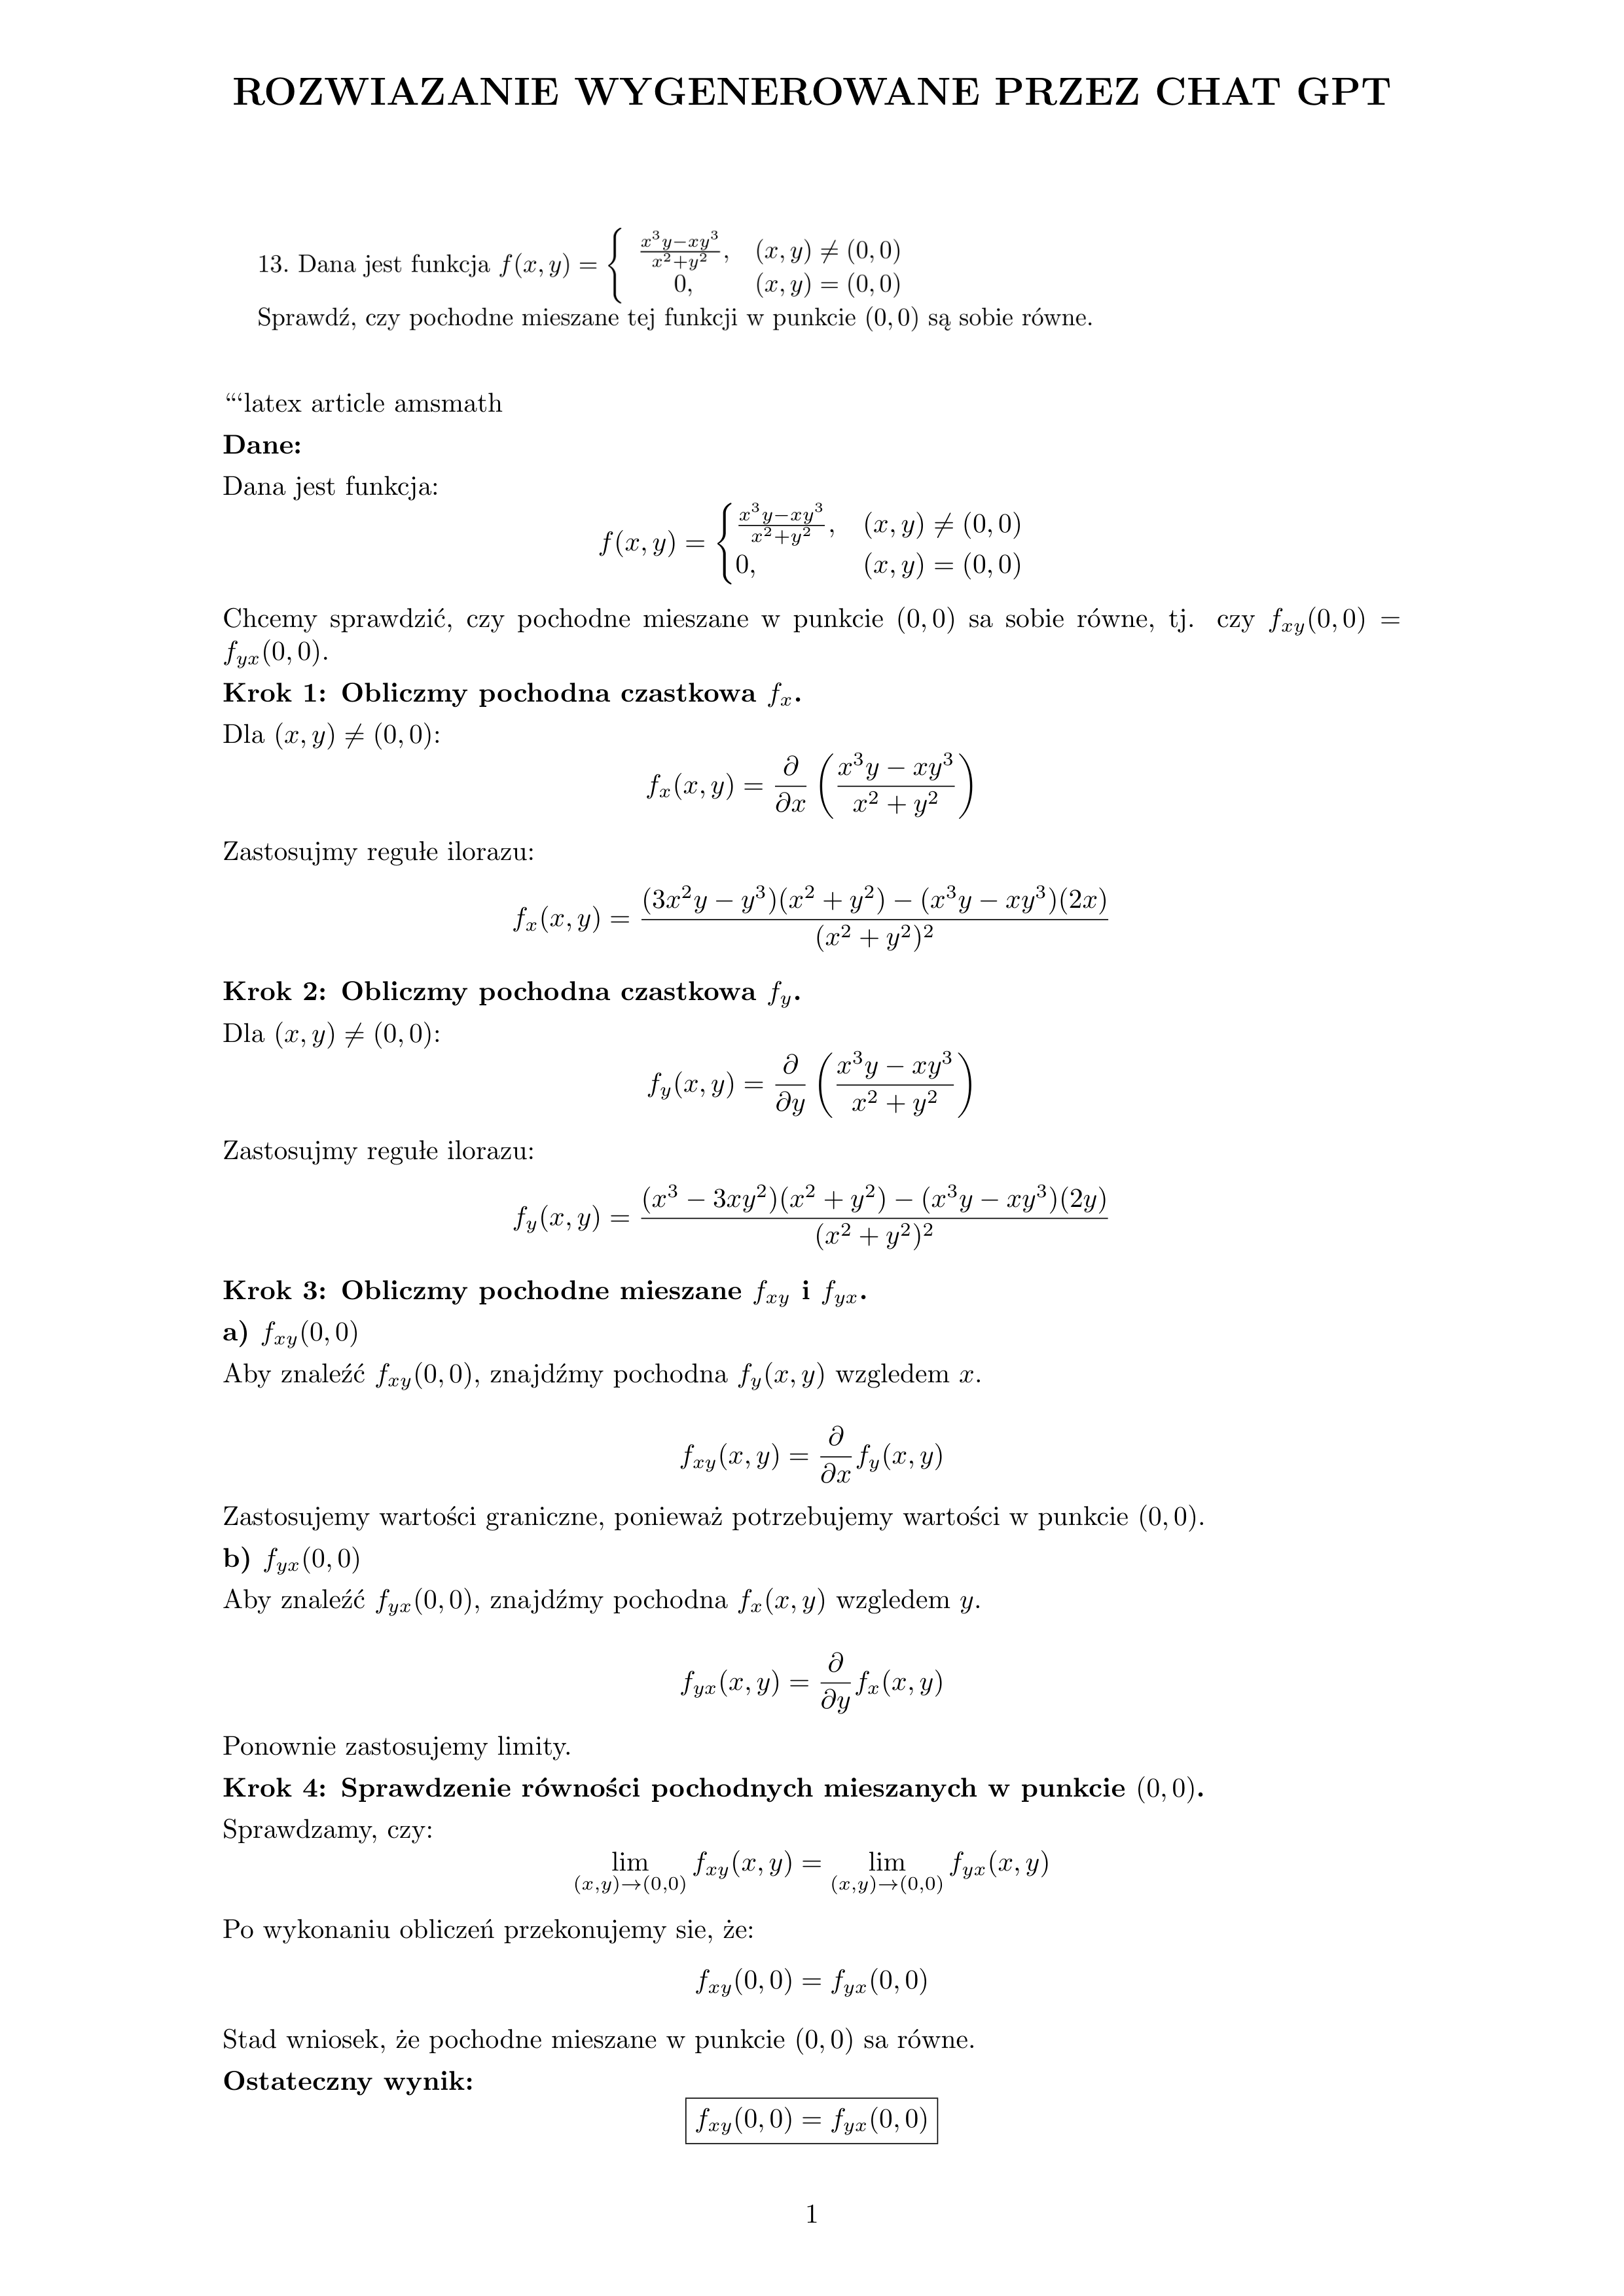 ROZWIAZANIE WYGENEROWANE PRZEZ CHAT GPT
13. Dana jest funkcja $f(x, y) = \left\{ \begin{array}{cl} \frac{x^3y-xy^3}{x^2+y^2}, & (x, y) \neq (0, 0) \\ 0, & (x, y) = (0, 0) \end{array} \right.$
Sprawdź, czy pochodne mieszane tej funkcji w punkcie $(0, 0)$ są sobie równe.
“‘latex article amsmath
Dane:
Dana jest funkcja:
$f(x, y) = \begin{cases} \frac{x^3y-xy^3}{x^2+y^2}, & (x, y) \neq (0, 0) \\ 0, & (x, y) = (0, 0) \end{cases}$
Chcemy sprawdzić, czy pochodne mieszane w punkcie $(0, 0)$ sa sobie równe, tj. czy $f_{xy}(0, 0) =$
$f_{yx}(0, 0)$.
Krok 1: Obliczmy pochodna czastkowa $f_x$.
Dla $(x, y) \neq (0, 0)$:
$f_x(x, y) = \frac{\partial}{\partial x} \left( \frac{x^3y - xy^3}{x^2 + y^2} \right)$
Zastosujmy regułe ilorazu:
$f_x(x, y) = \frac{(3x^2y - y^3)(x^2 + y^2) - (x^3y - xy^3)(2x)}{(x^2 + y^2)^2}$
Krok 2: Obliczmy pochodna czastkowa $f_y$.
Dla $(x, y) \neq (0, 0)$:
$f_y(x, y) = \frac{\partial}{\partial y} \left( \frac{x^3y - xy^3}{x^2 + y^2} \right)$
Zastosujmy regułe ilorazu:
$f_y(x, y) = \frac{(x^3 - 3xy^2)(x^2 + y^2) - (x^3y - xy^3)(2y)}{(x^2 + y^2)^2}$
Krok 3: Obliczmy pochodne mieszane $f_{xy}$ i $f_{yx}$.
a) $f_{xy}(0, 0)$
Aby znaleźć $f_{xy}(0, 0)$, znajdźmy pochodna $f_y(x, y)$ wzgledem $x$.
$f_{xy}(x, y) = \frac{\partial}{\partial x} f_y(x, y)$
Zastosujemy wartości graniczne, ponieważ potrzebujemy wartości w punkcie $(0, 0)$.
b) $f_{yx}(0, 0)$
Aby znaleźć $f_{yx}(0, 0)$, znajdźmy pochodna $f_x(x, y)$ wzgledem $y$.
$f_{yx}(x, y) = \frac{\partial}{\partial y} f_x(x, y)$
Ponownie zastosujemy limity.
Krok 4: Sprawdzenie równości pochodnych mieszanych w punkcie $(0, 0)$.
Sprawdzamy, czy:
$\lim_{(x,y)\to(0,0)} f_{xy}(x, y) = \lim_{(x,y)\to(0,0)} f_{yx}(x, y)$
Po wykonaniu obliczeń przekonujemy sie, że:
$f_{xy}(0, 0) = f_{yx}(0, 0)$
Stad wniosek, że pochodne mieszane w punkcie $(0, 0)$ sa równe.
Ostateczny wynik:
$\boxed{f_{xy}(0, 0) = f_{yx}(0, 0)}$
1